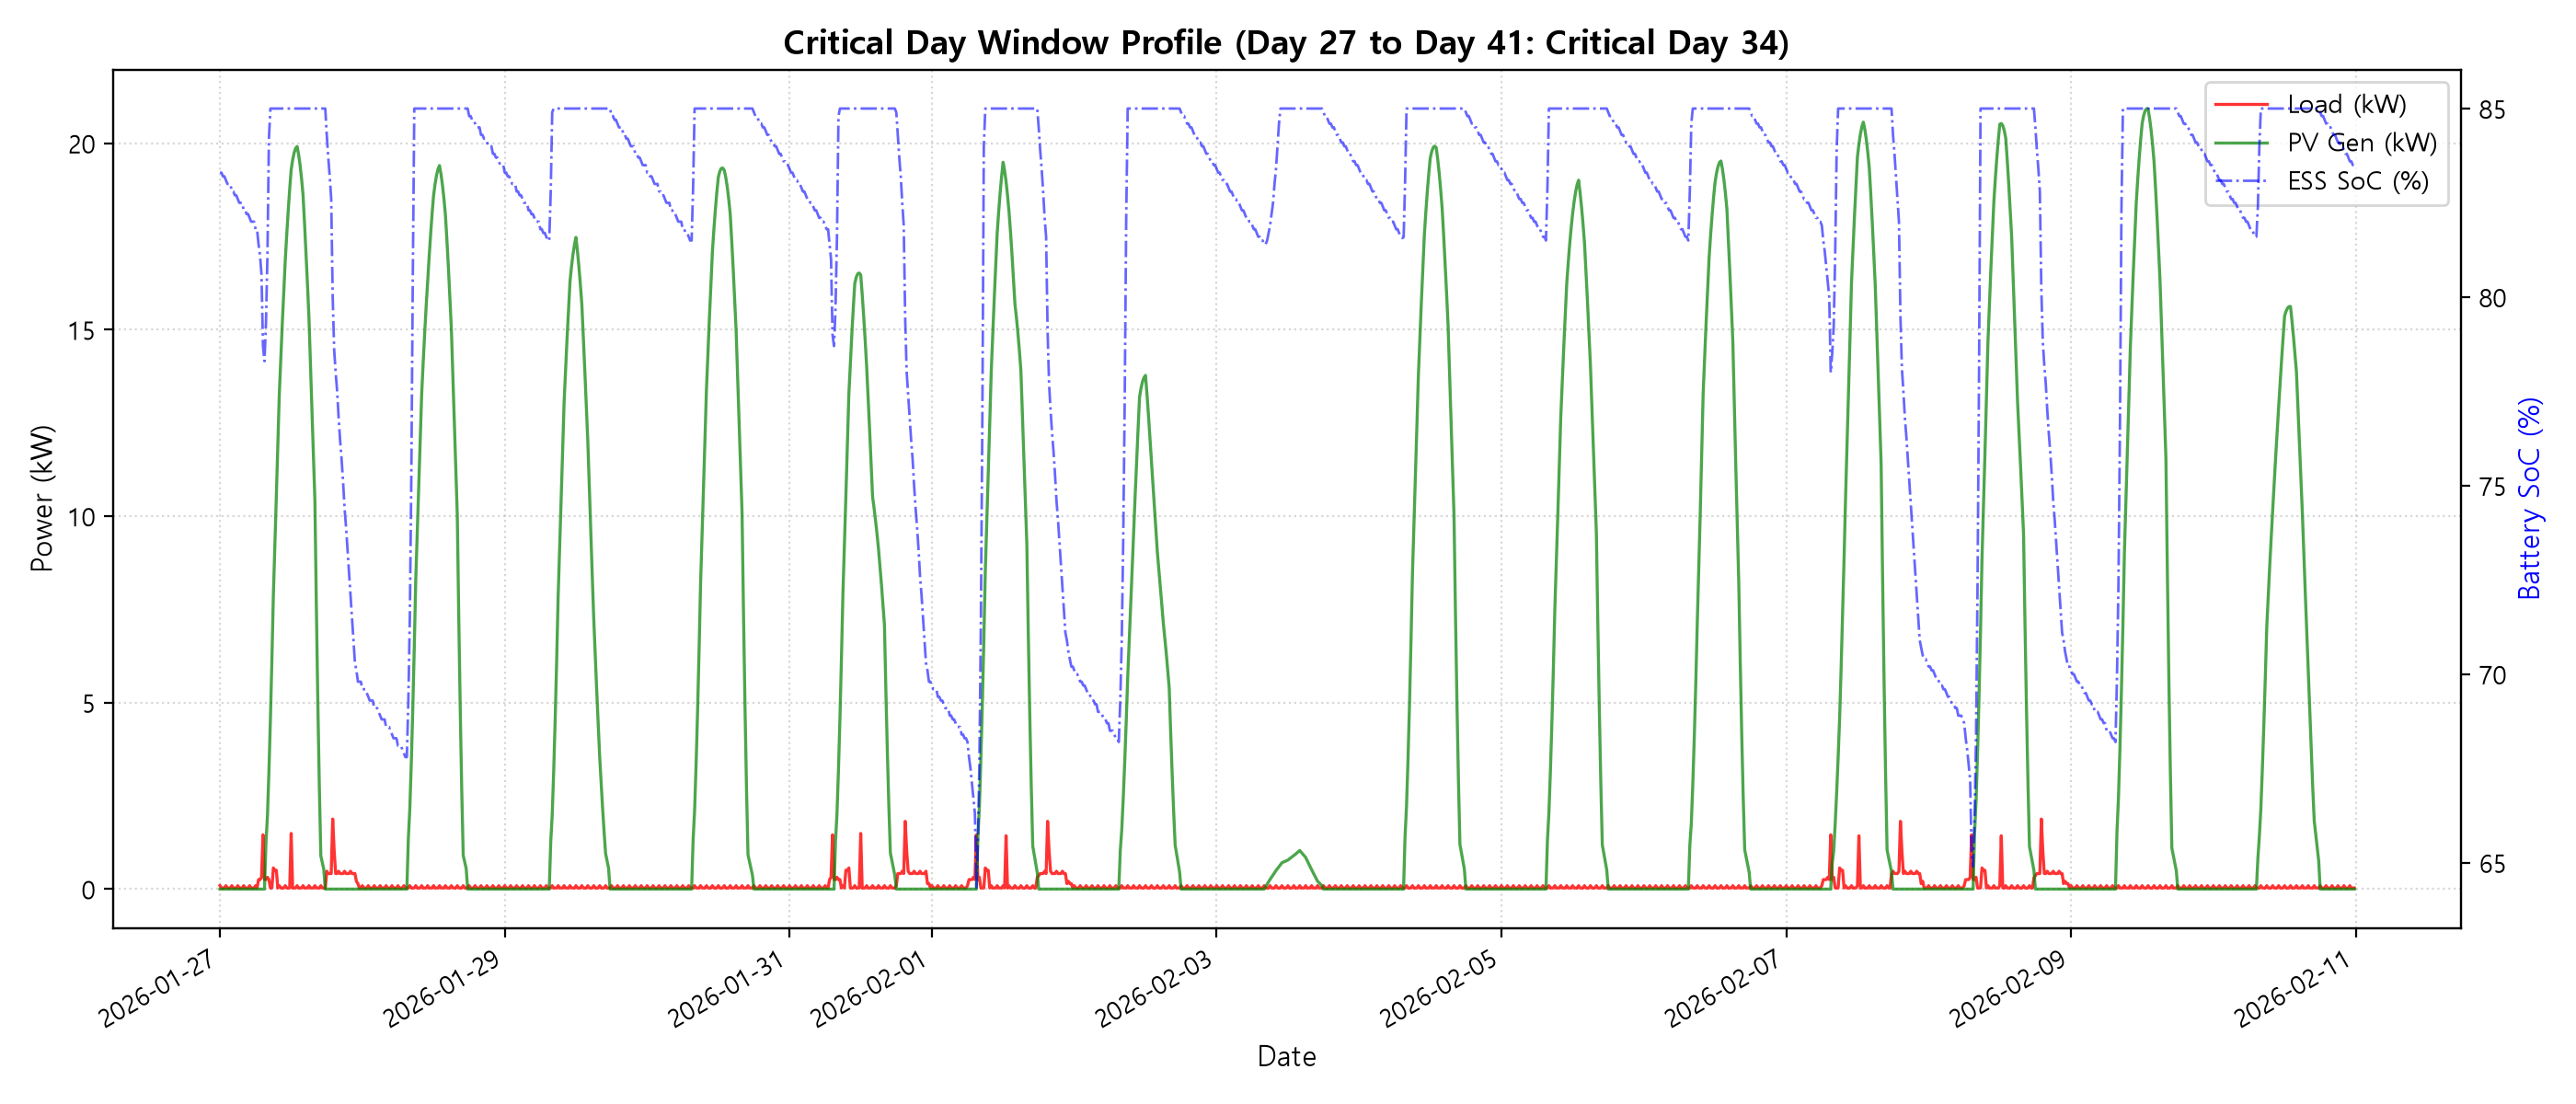 Critical Day Window Profile (Day 27 to Day 41: Critical Day 34)
Load (kW)
PV Gen (kW)
ESS SoC (%)
Power (kW)
20
15
10
5
0
Battery SoC (%)
85
80
75
70
65
2026-01-27
2026-01-29
2026-01-31
2026-02-01
2026-02-03
2026-02-05
2026-02-07
2026-02-09
2026-02-11
Date